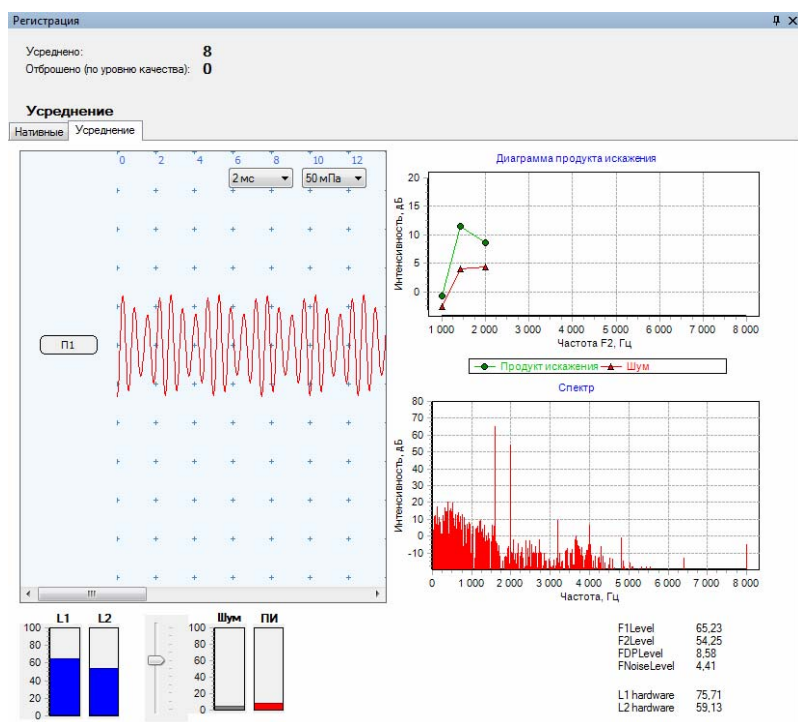 Регистрация
Усреднено: 8
Отброшено (по уровню качества): 0
Усреднение
Нативные Усреднение
0 2 4 6 8 10 12
2 мс 50 мПа
П1
Диаграмма продукта искажения
Интенсивность, дБ
20
15
10
5
0
1 000 2 000 3 000 4 000 5 000 6 000 7 000 8 000
Частота F2, Гц
Продукт искажения Шум
Спектр
Интенсивность, дБ
80
70
60
50
40
30
20
10
0
-10
0 1 000 2 000 3 000 4 000 5 000 6 000 7 000 8 000
Частота, Гц
L1 L2 Шум ПИ
100 100
80 80
60 60
40 40
20 20
0 0
F1Level 65,23
F2Level 54,25
FDPLevel 8,58
FNoiseLevel 4,41
L1 hardware 75,71
L2 hardware 59,13